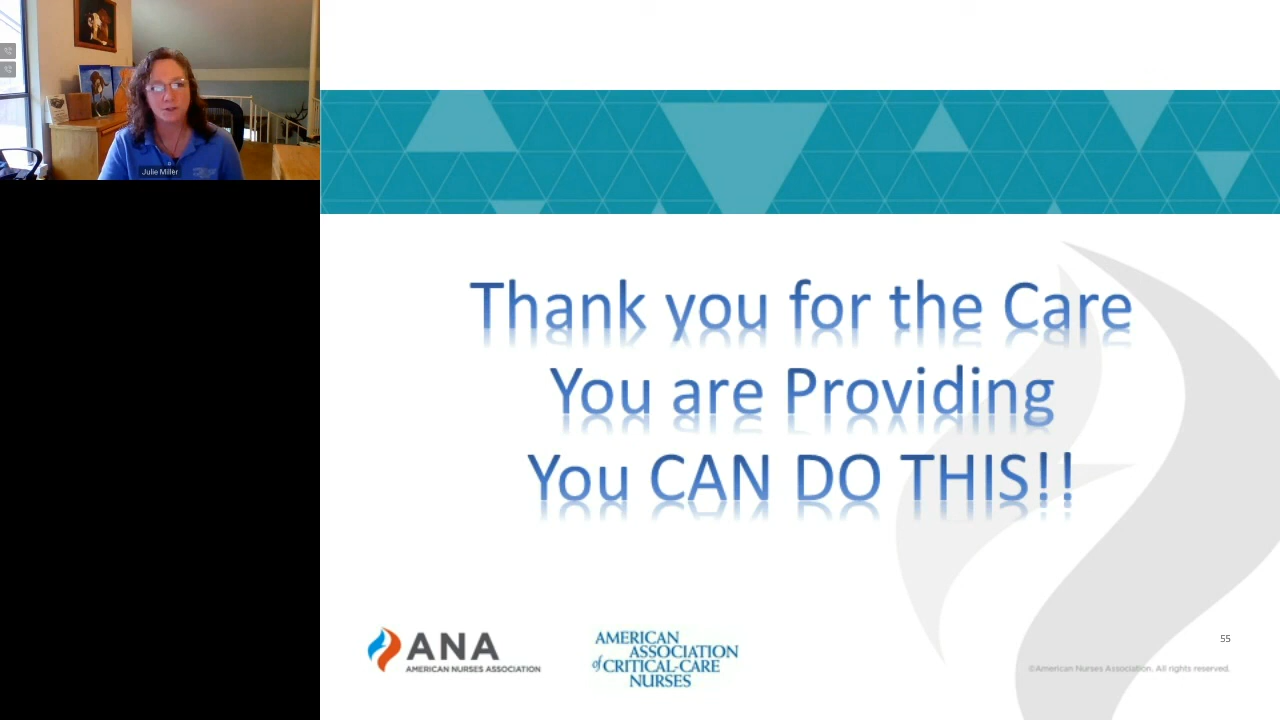 Julie Miller
Thank you for the Care
You are Providing
You CAN DO THIS!!
ANA
AMERICAN NURSES ASSOCIATION
AMERICAN
ASSOCIATION
of CRITICAL-CARE
NURSES
55
©American Nurses Association. All rights reserved.